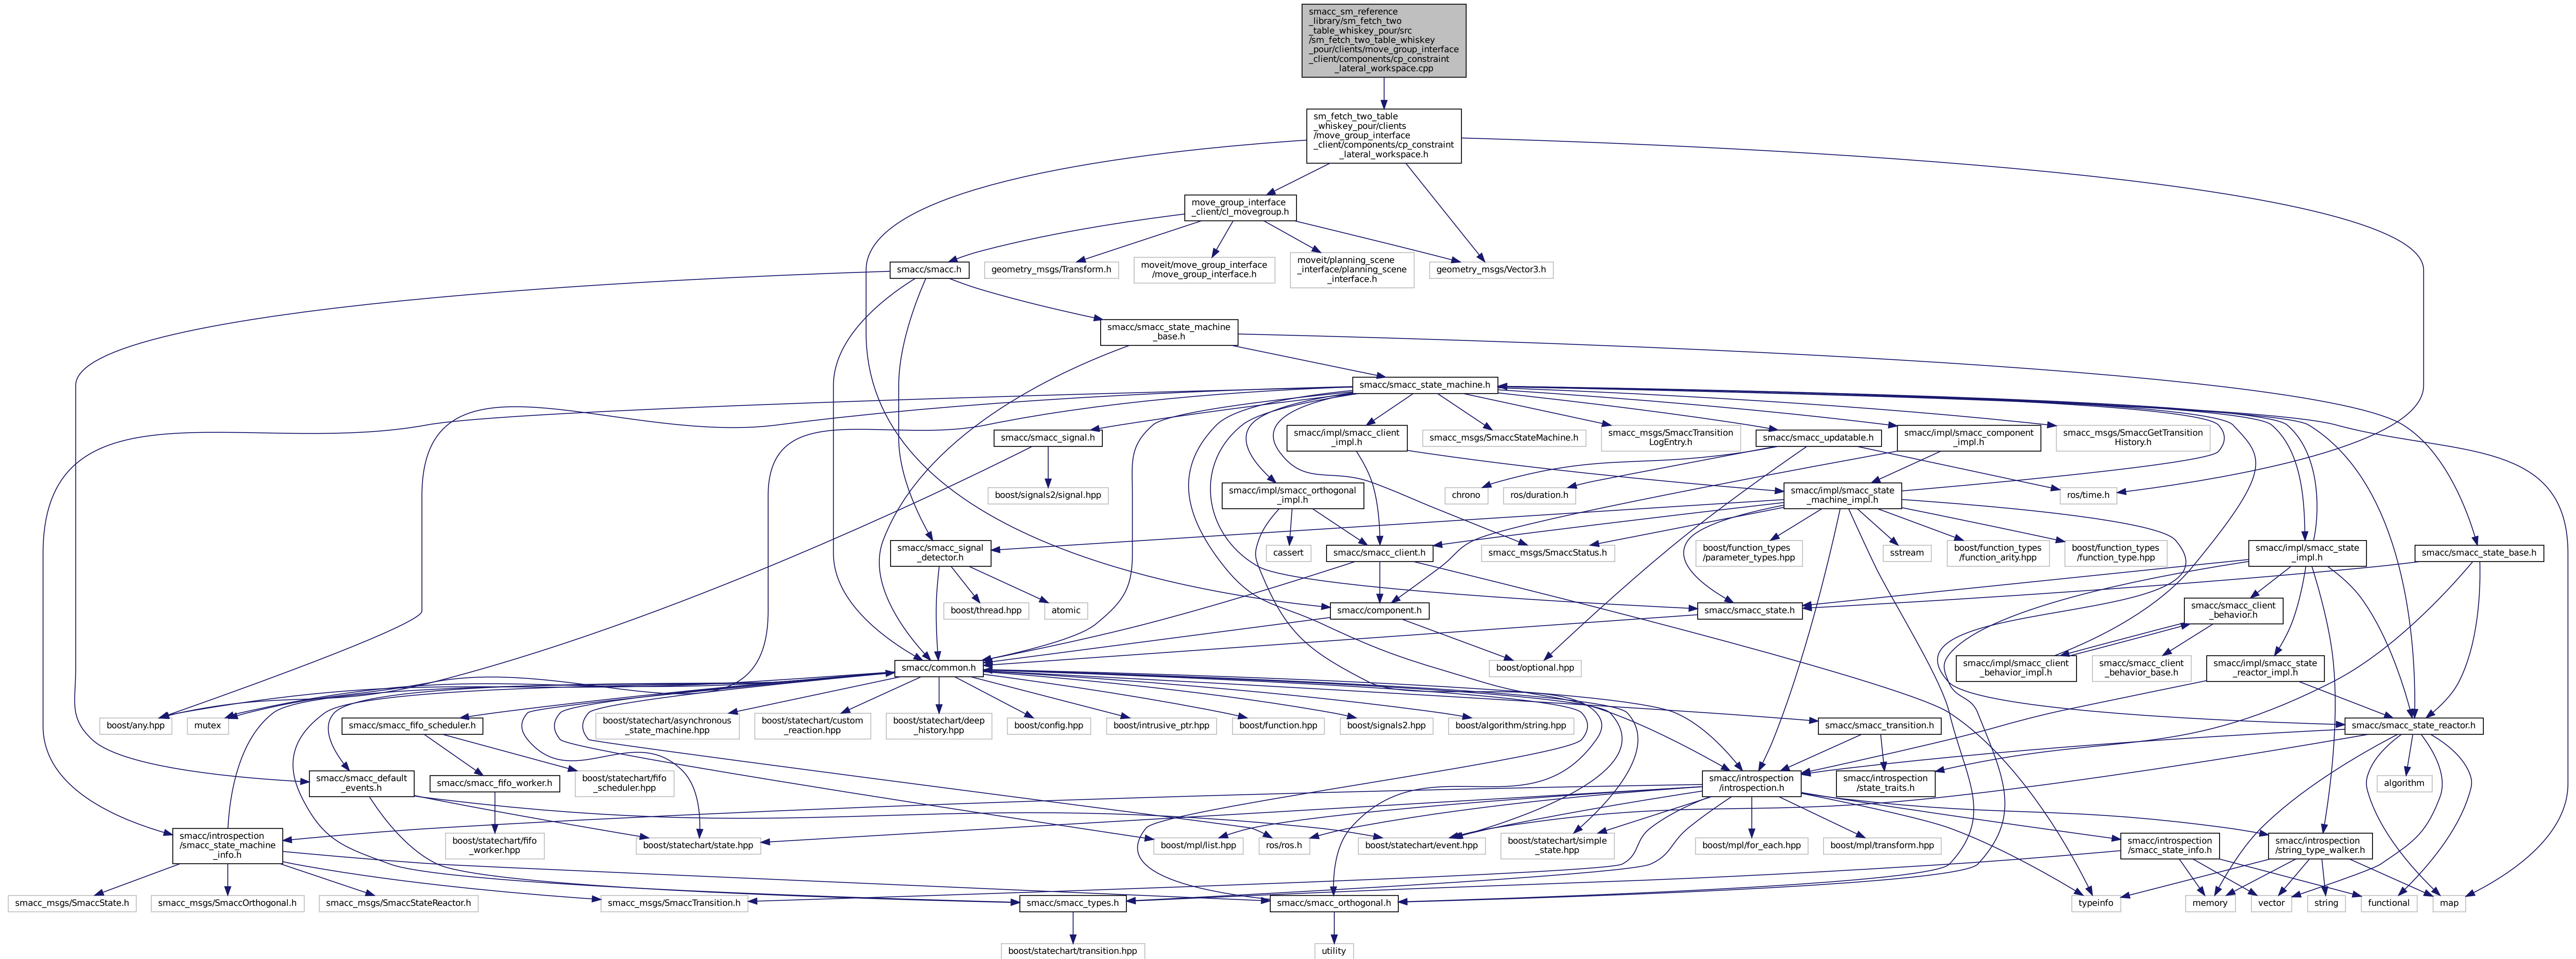 smacc_sm_reference
_library/sm_fetch_two
_table_whiskey_pour/src
/sm_fetch_two_table_whiskey
_pour/clients/move_group_interface
_client/components/cp_constraint
_lateral_workspace.cpp
sm_fetch_two_table
_whiskey_pour/clients
/move_group_interface
_client/components/cp_constraint
_lateral_workspace.h
move_group_interface
_client/cl_movegroup.h
smacc/smacc.h
geometry_msgs/Transform.h
moveit/move_group_interface
/move_group_interface.h
moveit/planning_scene
_interface/planning_scene
_interface.h
geometry_msgs/Vector3.h
smacc/smacc_state_machine
_base.h
smacc/smacc_state_machine.h
smacc/smacc_signal.h
smacc/impl/smacc_client
_impl.h
smacc_msgs/SmaccStateMachine.h
smacc_msgs/SmaccTransition
LogEntry.h
smacc/smacc_updatable.h
smacc/impl/smacc_component
_impl.h
smacc_msgs/SmaccGetTransition
History.h
boost/signals2/signal.hpp
smacc/impl/smacc_orthogonal
_impl.h
chrono
ros/duration.h
smacc/impl/smacc_state
_machine_impl.h
ros/time.h
smacc/smacc_signal
_detector.h
cassert
smacc/smacc_client.h
smacc_msgs/SmaccStatus.h
boost/function_types
/parameter_types.hpp
sstream
boost/function_types
/function_arity.hpp
boost/function_types
/function_type.hpp
smacc/impl/smacc_state
_impl.h
smacc/smacc_state_base.h
boost/thread.hpp
atomic
smacc/component.h
smacc/smacc_state.h
smacc/smacc_client
_behavior.h
smacc/common.h
boost/optional.hpp
smacc/impl/smacc_client
_behavior_impl.h
smacc/smacc_client
_behavior_base.h
smacc/impl/smacc_state
_reactor_impl.h
boost/any.hpp
mutex
smacc/smacc_fifo_scheduler.h
boost/statechart/asynchronous
_state_machine.hpp
boost/statechart/custom
_reaction.hpp
boost/statechart/deep
_history.hpp
boost/config.hpp
boost/intrusive_ptr.hpp
boost/function.hpp
boost/signals2.hpp
boost/algorithm/string.hpp
smacc/smacc_transition.h
smacc/smacc_state_reactor.h
smacc/smacc_default
_events.h
smacc/smacc_fifo_worker.h
boost/statechart/fifo
_scheduler.hpp
smacc/introspection
/introspection.h
smacc/introspection
/state_traits.h
algorithm
smacc/introspection
/smacc_state_machine
_info.h
boost/statechart/fifo
_worker.hpp
boost/statechart/state.hpp
boost/mpl/list.hpp
ros/ros.h
boost/statechart/event.hpp
boost/statechart/simple
_state.hpp
boost/mpl/for_each.hpp
boost/mpl/transform.hpp
smacc/introspection
/smacc_state_info.h
smacc/introspection
/string_type_walker.h
smacc_msgs/SmaccState.h
smacc_msgs/SmaccOrthogonal.h
smacc_msgs/SmaccStateReactor.h
smacc_msgs/SmaccTransition.h
smacc/smacc_types.h
smacc/smacc_orthogonal.h
typeinfo
memory
vector
string
functional
map
boost/statechart/transition.hpp
utility